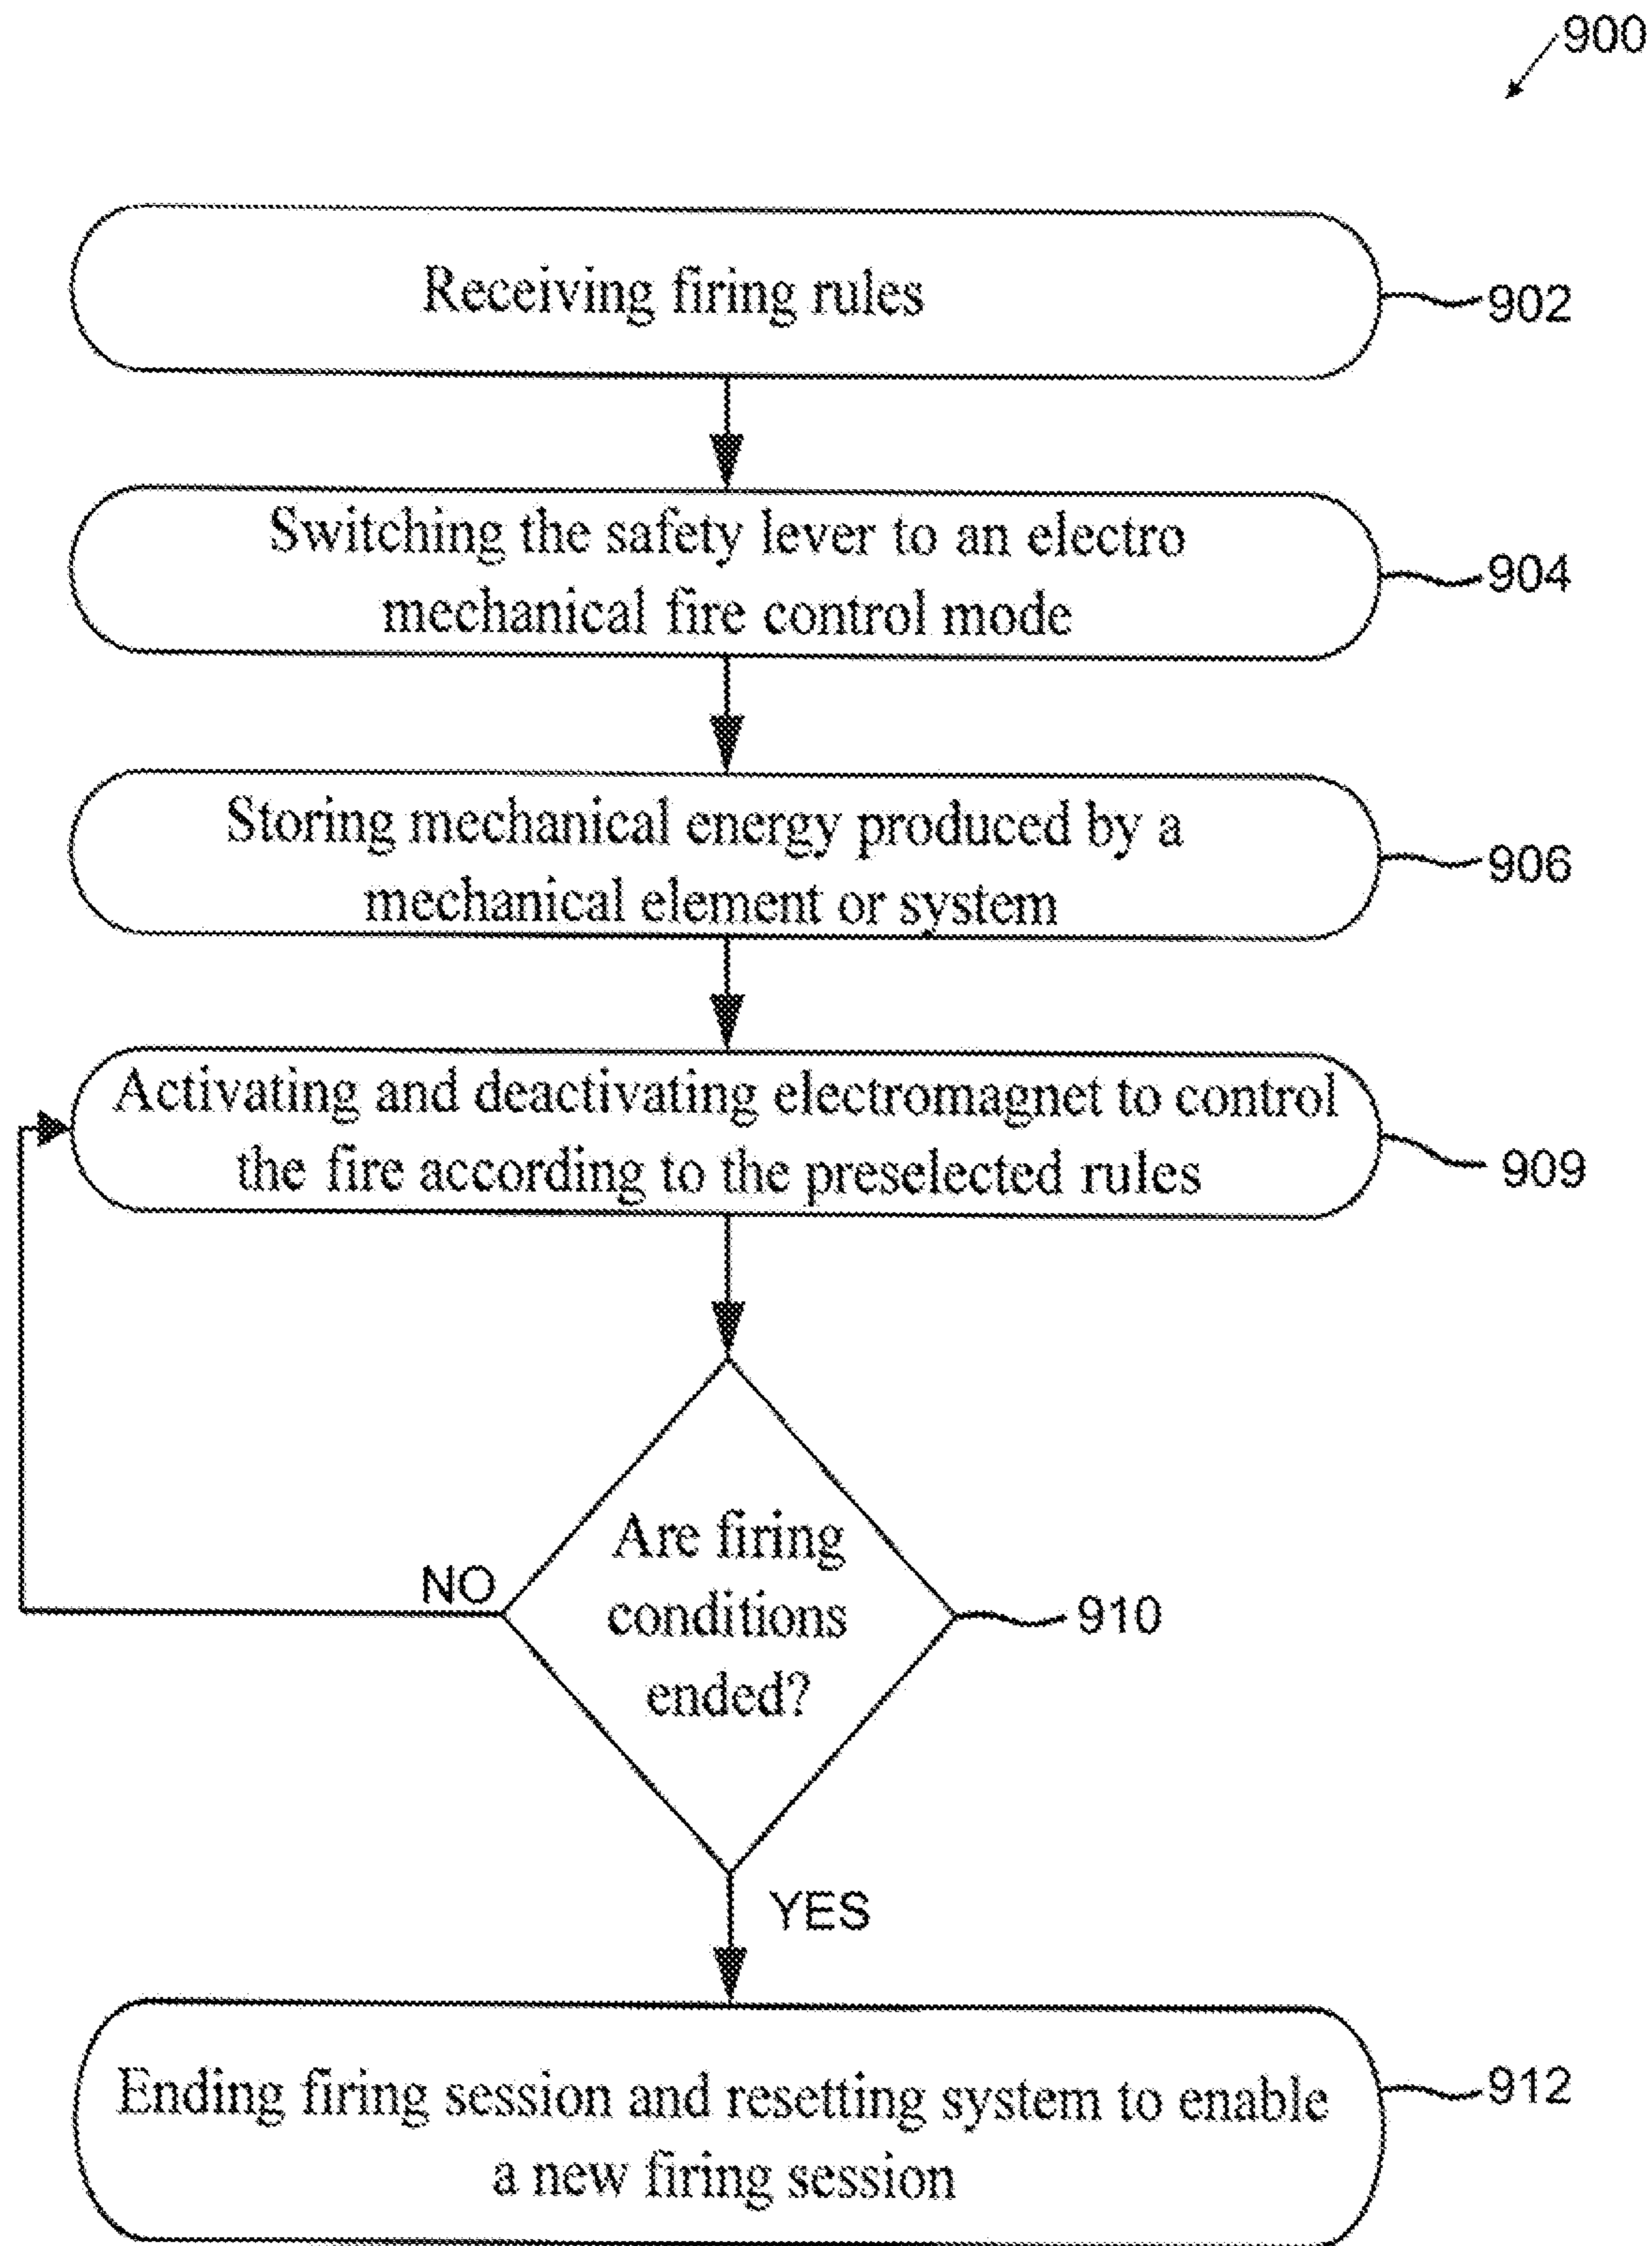 900
Receiving firing rules
902
Switching the safety lever to an electro
mechanical fire control mode
904
Storing mechanical energy produced by a
mechanical element or system
906
Activating and deactivating electromagnet to control
the fire according to the preselected rules
909
Are firing
conditions
ended?
NO
910
YES
Ending firing session and resetting system to enable
a new firing session
912